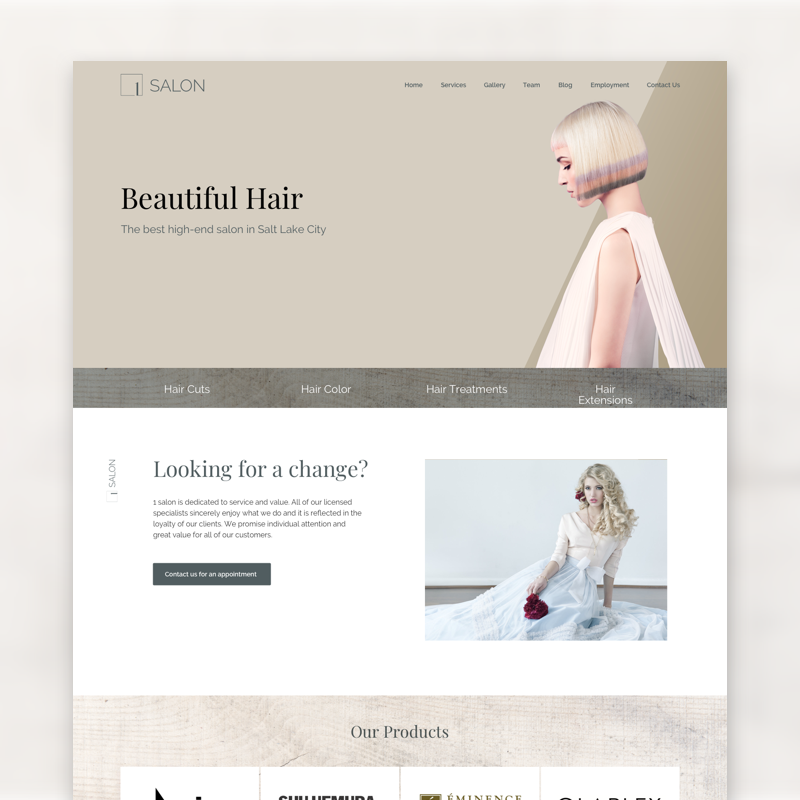 1 SALON
Home Services Gallery Team Blog Employment Contact Us
Beautiful Hair
The best high-end salon in Salt Lake City
Hair Cuts
Hair Color
Hair Treatments
Hair
Extensions
1 SALON
Looking for a change?
1 salon is dedicated to service and value. All of our licensed
specialists sincerely enjoy what we do and it is reflected in the
loyalty of our clients. We promise individual attention and
great value for all of our customers.
Contact us for an appointment
Our Products
SHU UEMURA
ÉMINENCE
OLAPLEX